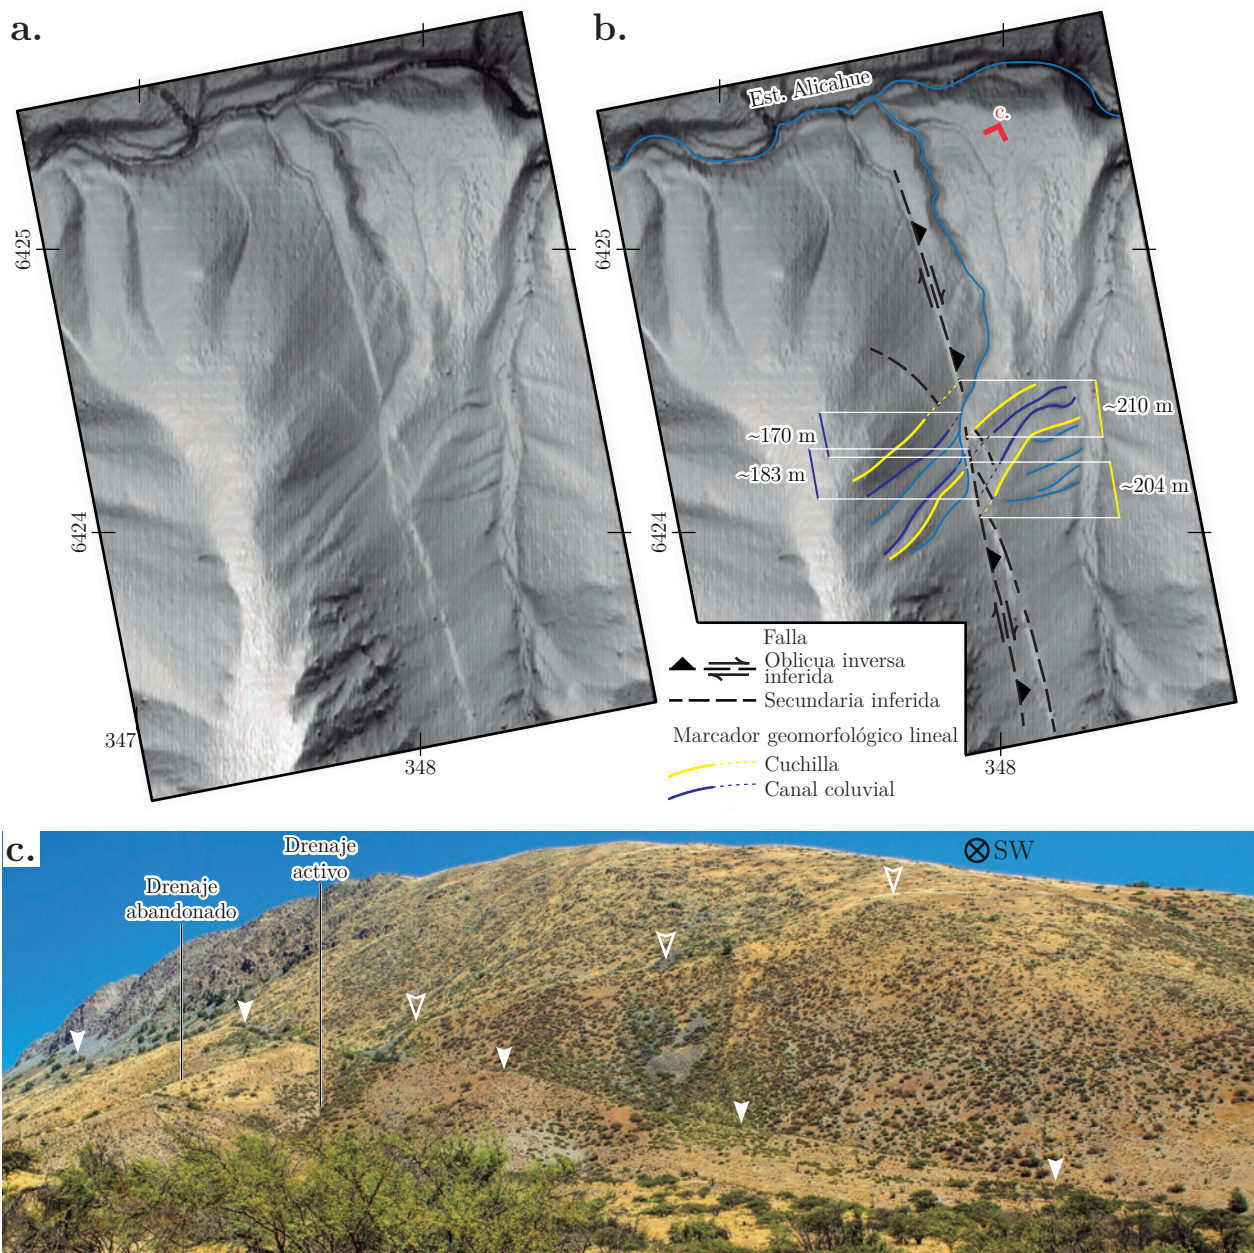 a.
6425
6424
347
348
b.
Est. Alicahue
c.
6425
~210 m
~170 m
~183 m
~204 m
6424
Falla
Oblicua inversa
inferida
Secundaria inferida
Marcador geomorfológico lineal
Cuchilla
Canal coluvial
348
c.
Drenaje
activo
SW
Drenaje
abandonado